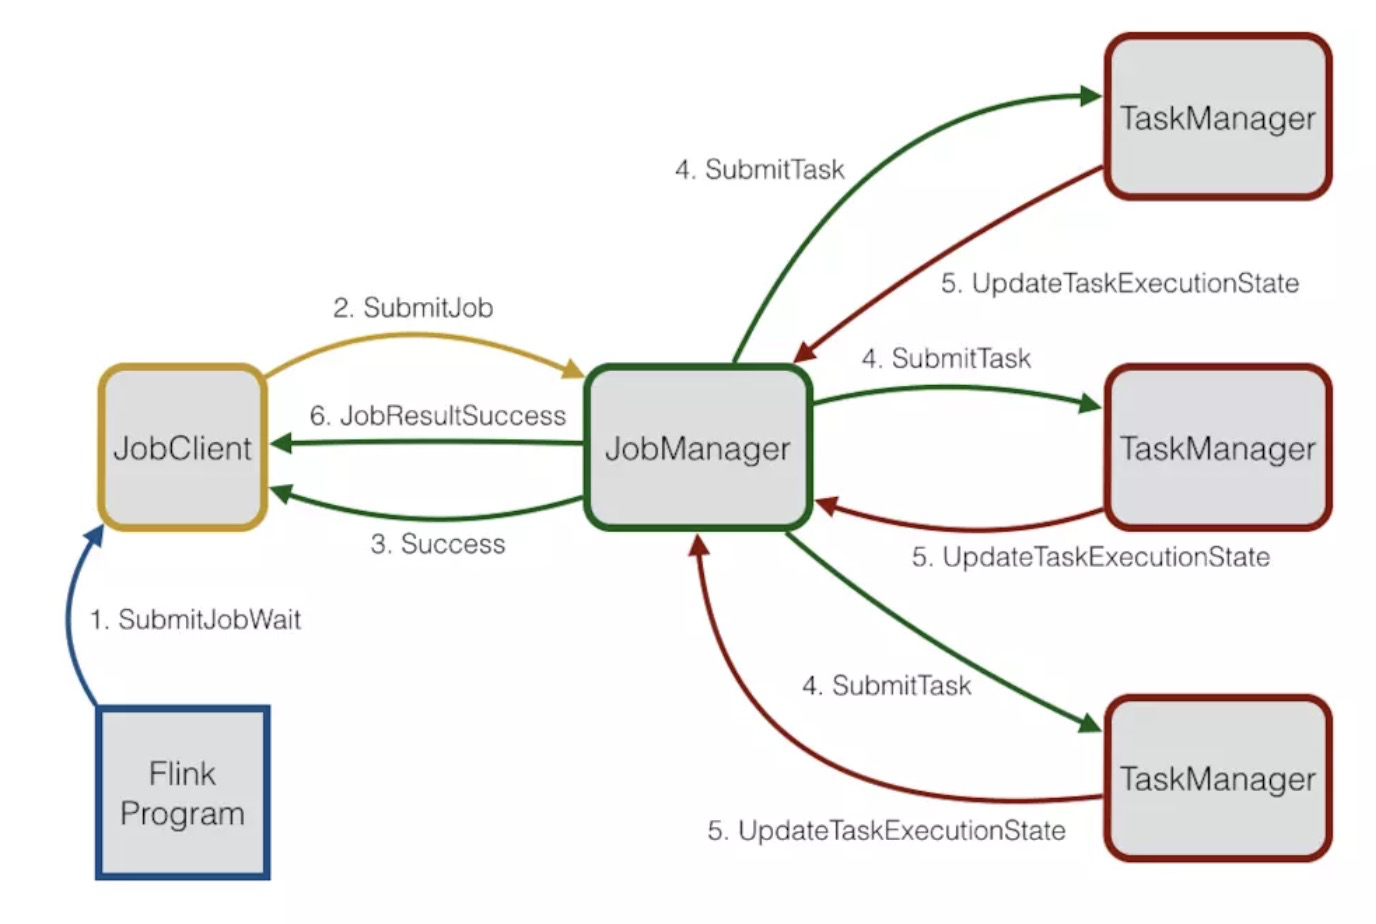 TaskManager
4. SubmitTask
5. UpdateTaskExecutionState
2. SubmitJob
4. SubmitTask
6. JobResultSuccess
JobClient
JobManager
TaskManager
3. Success
5. UpdateTaskExecutionState
1. SubmitJobWait
4. SubmitTask
Flink
Program
TaskManager
5. UpdateTaskExecutionState